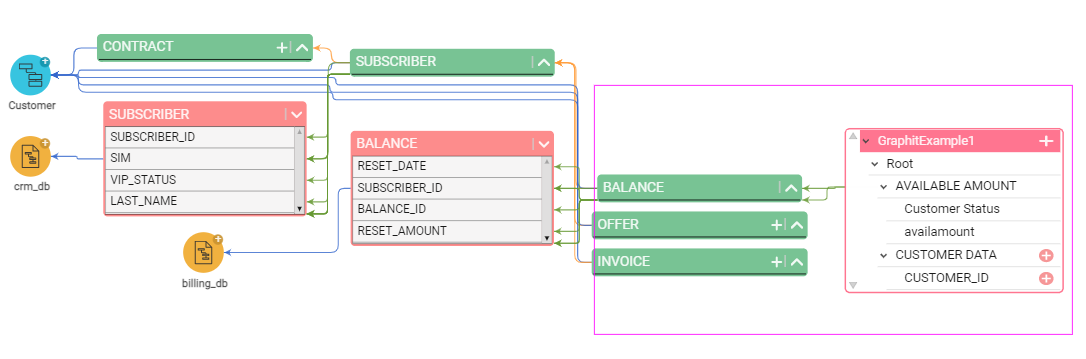 Customer
crm_db
billing_db
CONTRACT
SUBSCRIBER
SUBSCRIBER
SUBSCRIBER_ID
SIM
VIP_STATUS
LAST_NAME
BALANCE
RESET_DATE
SUBSCRIBER_ID
BALANCE_ID
RESET_AMOUNT
BALANCE
OFFER
INVOICE
GraphitExample1
Root
AVAILABLE AMOUNT
Customer Status
availamount
CUSTOMER DATA
CUSTOMER_ID